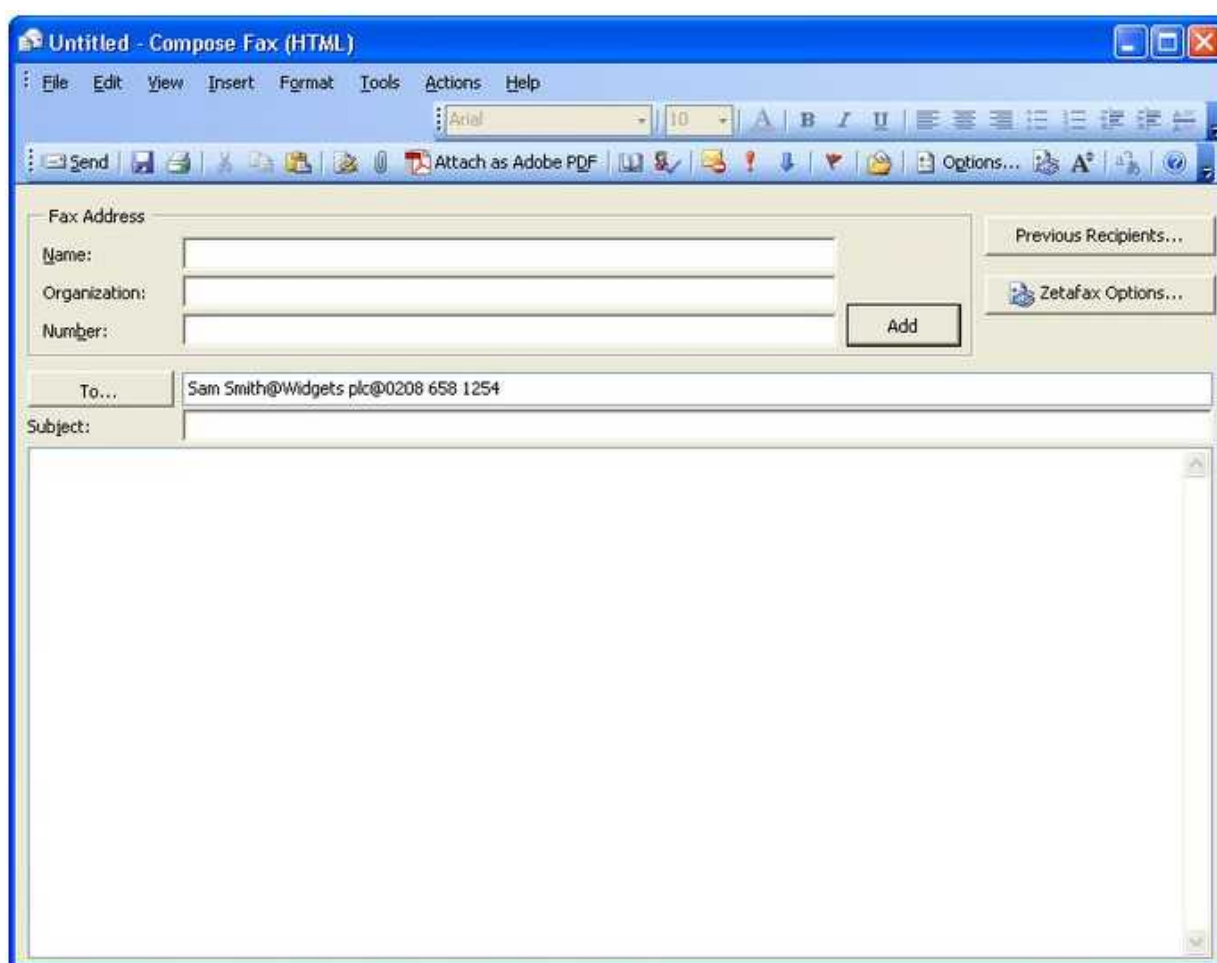 Untitled - Compose Fax (HTML)
File Edit View Insert Format Tools Actions Help
Arial 10 A B I U
Send Attach as Adobe PDF Options...
Fax Address
Previous Recipients...
Name:
Organization:
Zetafax Options...
Number:
Add
To... Sam Smith@Widgets plc@0208 658 1254
Subject: